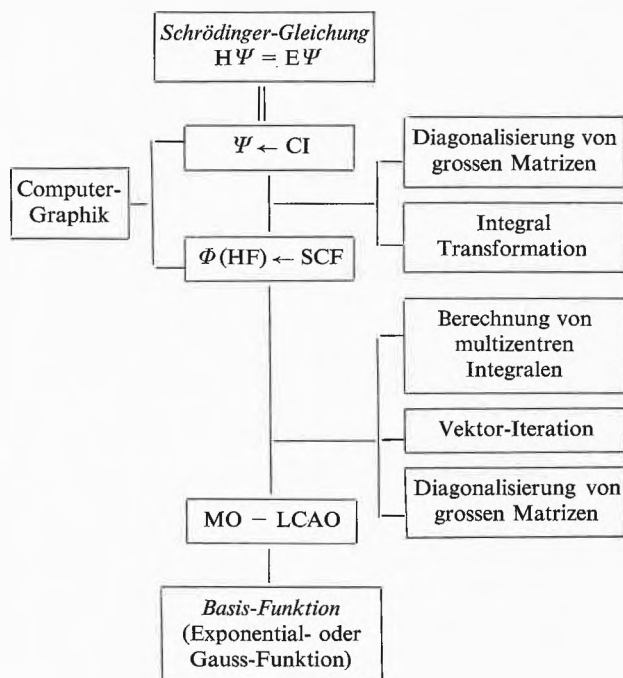 Schrödinger-Gleichung
HΨ = EΨ
Ψ ← CI
Diagonalisierung von
grossen Matrizen
Computer-
Graphik
Integral
Transformation
Φ(HF) ← SCF
Berechnung von
multizentren
Integralen
Vektor-Iteration
Diagonalisierung von
grossen Matrizen
MO – LCAO
Basis-Funktion
(Exponential- oder
Gauss-Funktion)